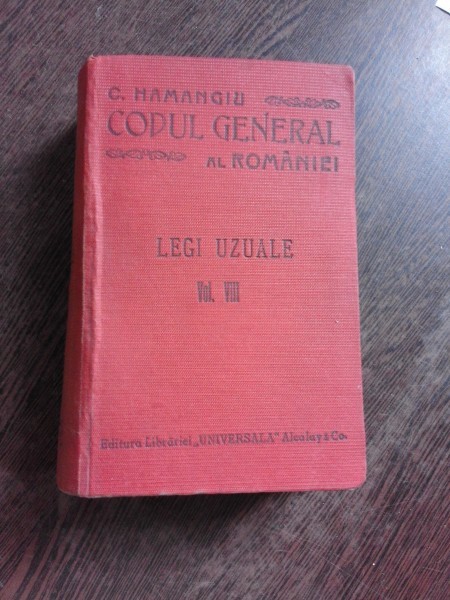 C. HAMANGIU
CODUL GENERAL
AL ROMÂNIEI
LEGI UZUALE
Vol. VIII
Editura Librăriei „UNIVERSALA” Alcalay & Co.